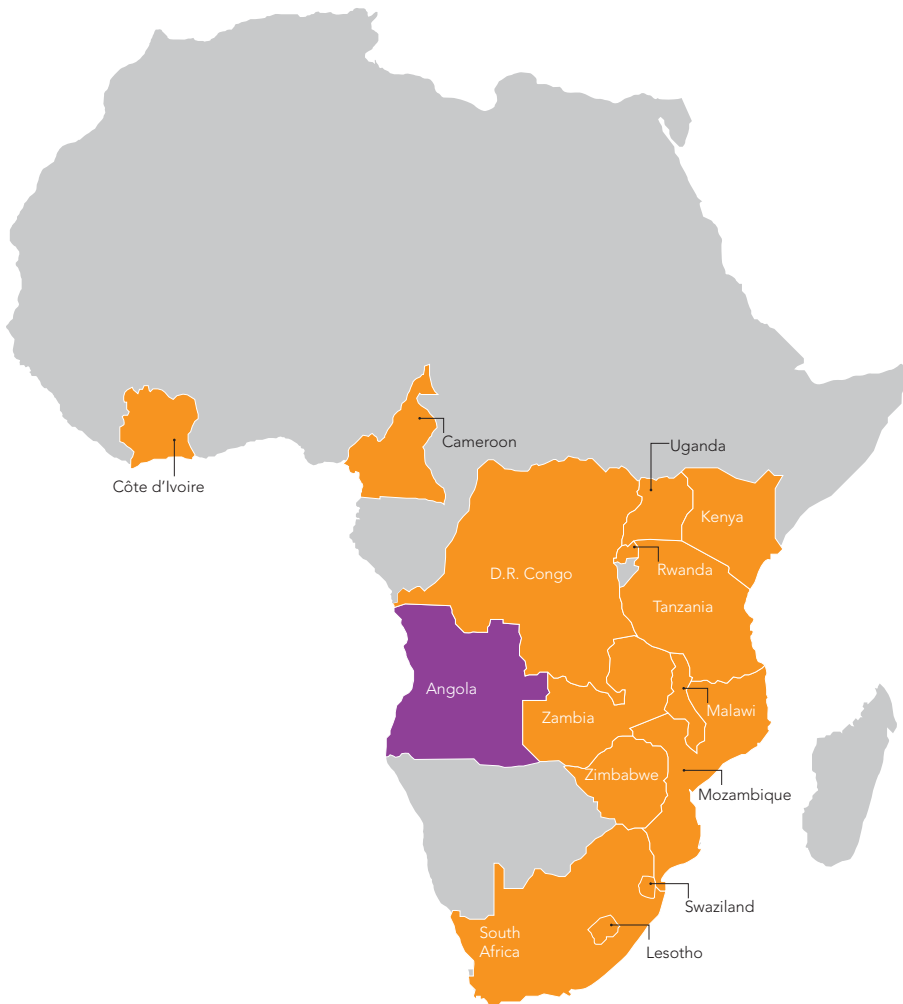 Cameroon
Uganda
Côte d'Ivoire
Kenya
D.R. Congo
Rwanda
Tanzania
Angola
Malawi
Zambia
Zimbabwe
Mozambique
Swaziland
South
Africa
Lesotho